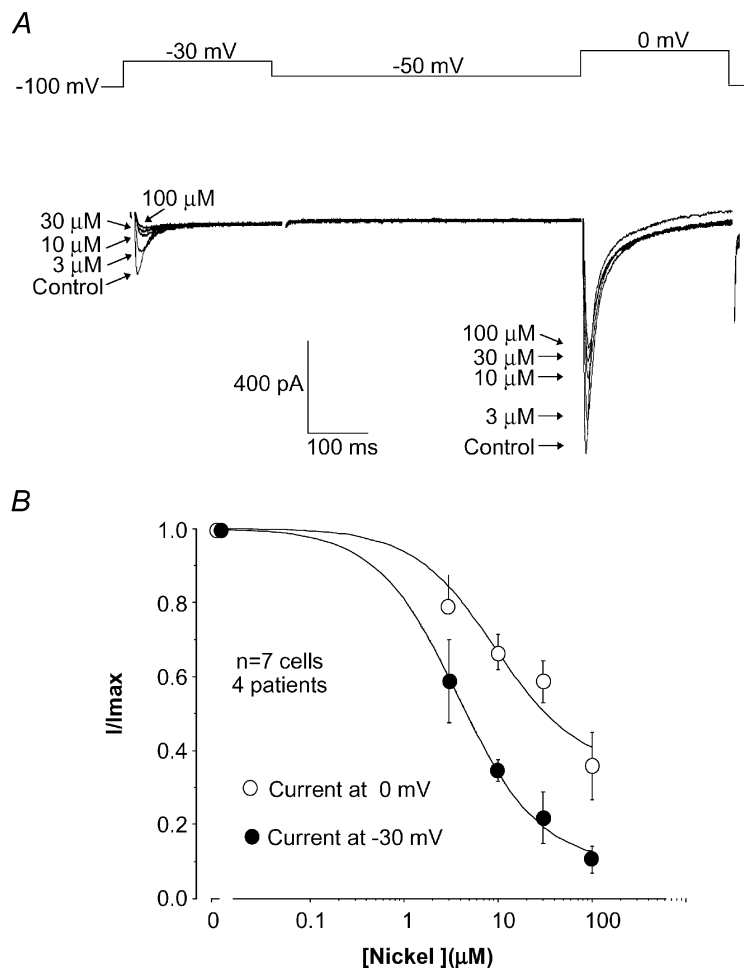 A
-30 mV
0 mV
-50 mV
-100 mV
100 μM
30 μM
10 μM
3 μM
Control
400 pA
100 ms
100 μM
30 μM
10 μM
3 μM
Control
B
1.0
0.8
0.6
0.4
0.2
0.0
I/Imax
n=7 cells
4 patients
Current at 0 mV
Current at -30 mV
0
0.1
1
10
100
[Nickel ](μM)